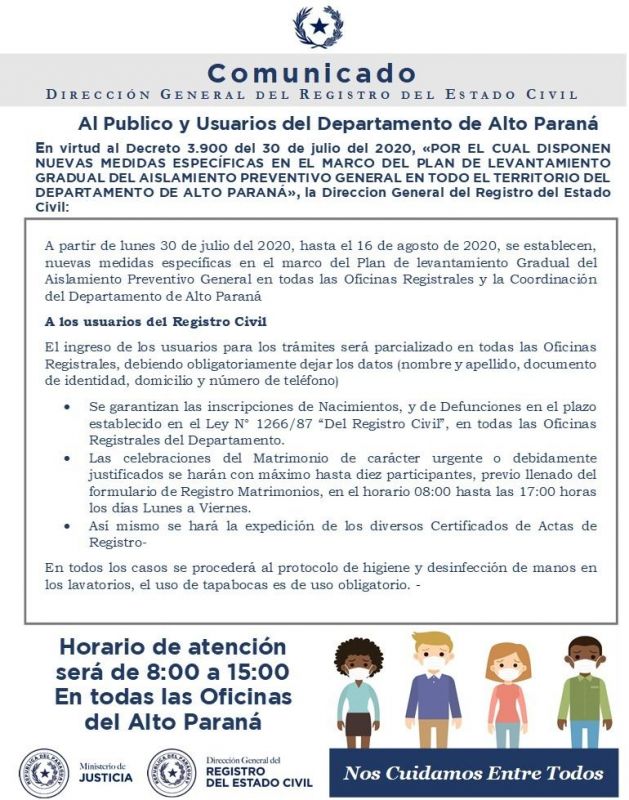 Comunicado
DIRECCIÓN GENERAL DEL REGISTRO DEL ESTADO CIVIL
Al Publico y Usuarios del Departamento de Alto Paraná
En virtud al Decreto 3.900 del 30 de julio del 2020, «POR EL CUAL DISPONEN
NUEVAS MEDIDAS ESPECÍFICAS EN EL MARCO DEL PLAN DE LEVANTAMIENTO
GRADUAL DEL AISLAMIENTO PREVENTIVO GENERAL EN TODO EL TERRITORIO DEL
DEPARTAMENTO DE ALTO PARANÁ», la Direccion General del Registro del Estado
Civil:
A partir de lunes 30 de julio del 2020, hasta el 16 de agosto de 2020, se establecen,
nuevas medidas específicas en el marco del Plan de levantamiento Gradual del
Aislamiento Preventivo General en todas las Oficinas Registrales y la Coordinación
del Departamento de Alto Paraná
A los usuarios del Registro Civil
El ingreso de los usuarios para los trámites será parcializado en todas las Oficinas
Registrales, debiendo obligatoriamente dejar los datos (nombre y apellido, documento
de identidad, domicilio y número de teléfono)
• Se garantizan las inscripciones de Nacimientos, y de Defunciones en el plazo
establecido en el Ley N° 1266/87 “Del Registro Civil”, en todas las Oficinas
Registrales del Departamento.
• Las celebraciones del Matrimonio de carácter urgente o debidamente
justificados se harán con máximo hasta diez participantes, previo llenado del
formulario de Registro Matrimonios, en el horario 08:00 hasta las 17:00 horas
los días Lunes a Viernes.
• Así mismo se hará la expedición de los diversos Certificados de Actas de
Registro-
En todos los casos se procederá al protocolo de higiene y desinfección de manos en
los lavatorios, el uso de tapabocas es de uso obligatorio. -
Horario de atención
será de 8:00 a 15:00
En todas las Oficinas
del Alto Paraná
REPUBLICA DEL PARAGUAY
Ministerio de
JUSTICIA
REPUBLICA DEL PARAGUAY
Dirección General del
REGISTRO
DEL ESTADO CIVIL
Nos Cuidamos Entre Todos